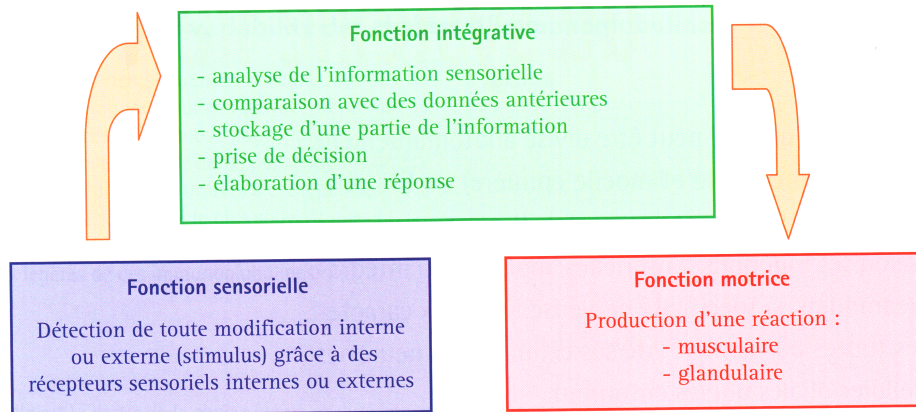 Fonction intégrative
- analyse de l'information sensorielle
- comparaison avec des données antérieures
- stockage d'une partie de l'information
- prise de décision
- élaboration d'une réponse
Fonction sensorielle
Détection de toute modification interne
ou externe (stimulus) grâce à des
récepteurs sensoriels internes ou externes
Fonction motrice
Production d'une réaction :
- musculaire
- glandulaire